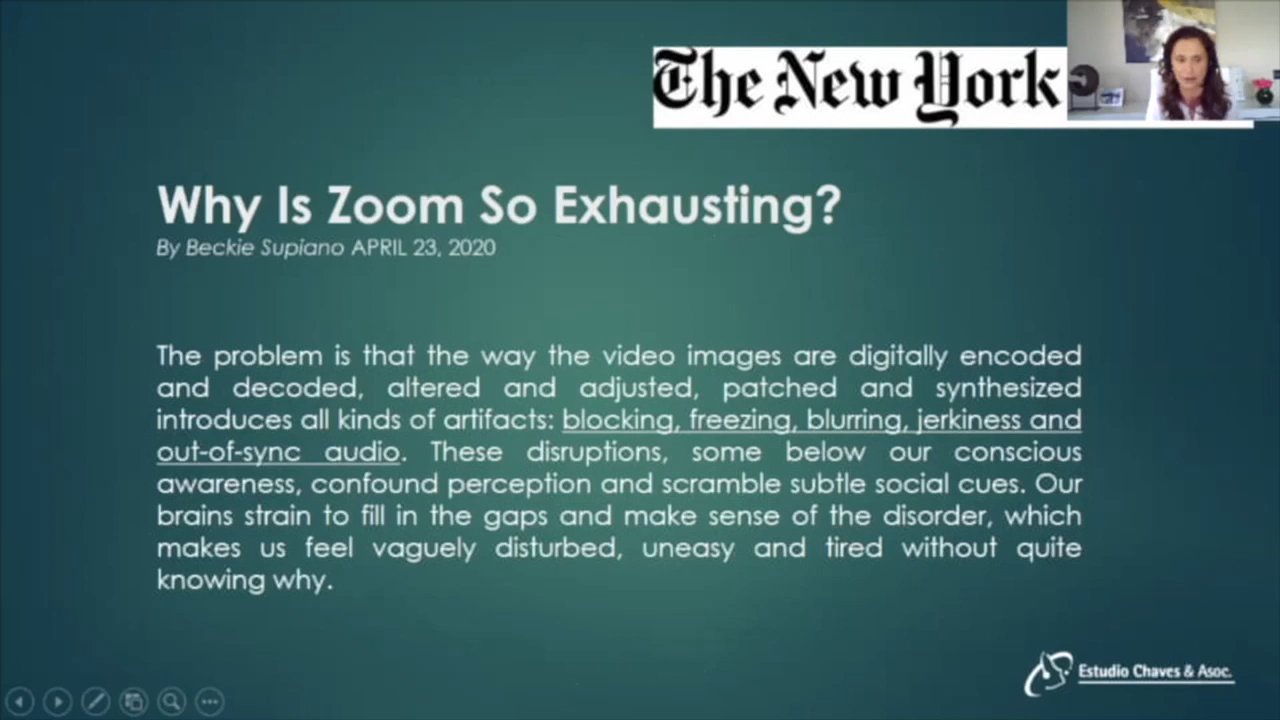 The New York
Why Is Zoom So Exhausting?
By Beckie Supiano APRIL 23, 2020
The problem is that the way the video images are digitally encoded
and decoded, altered and adjusted, patched and synthesized
introduces all kinds of artifacts: blocking, freezing, blurring, jerkiness and
out-of-sync audio. These disruptions, some below our conscious
awareness, confound perception and scramble subtle social cues. Our
brains strain to fill in the gaps and make sense of the disorder, which
makes us feel vaguely disturbed, uneasy and tired without quite
knowing why.
Estudio Chaves & Asoc.